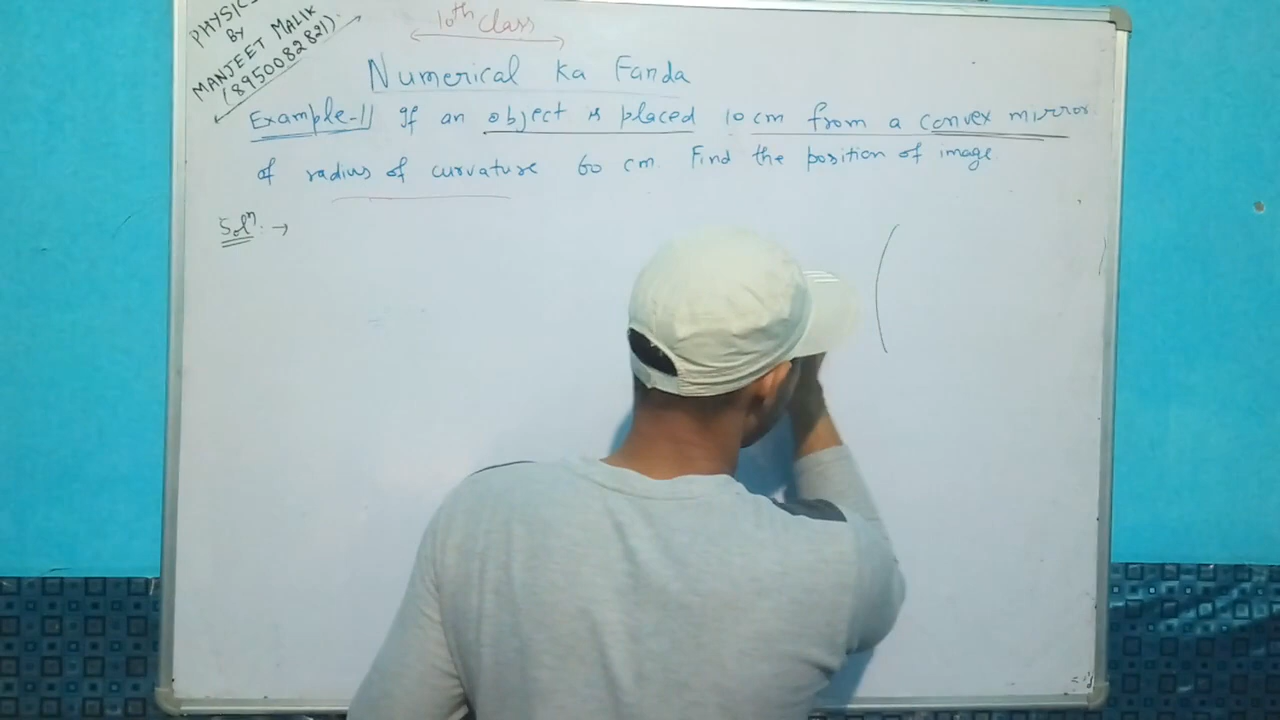 PHYSICS
BY
MANJEET MALIK
(8950082821).
10th class
Numerical ka Fanda
Example-1] If an object is placed 10 cm from a convex mirror
of radius of curvature 60 cm. Find the position of image
Solⁿ. →